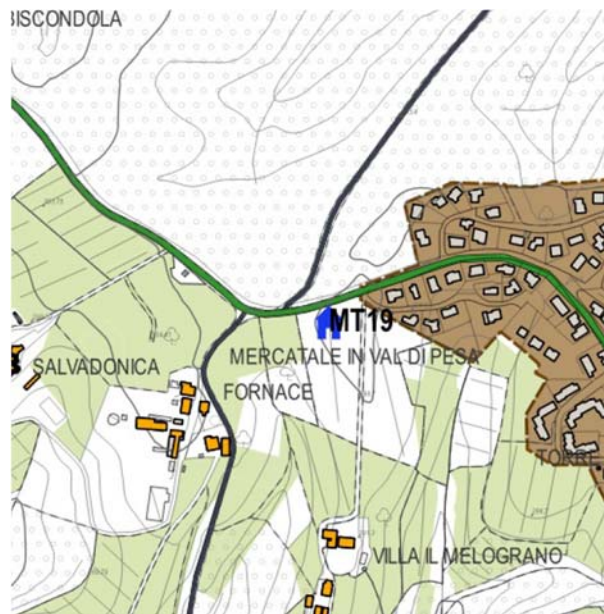 BISCONDOLA
MT19
MERCATALE IN VAL DI PESA
SALVADONICA
FORNACE
TORRE
VILLA IL MELOGRANO